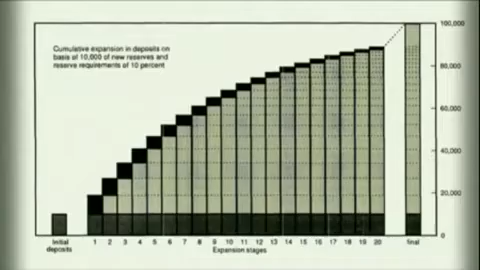 Cumulative expansion in deposits on
basis of 10,000 of new reserves and
reserve requirements of 10 percent
100,000
80,000
60,000
40,000
20,000
0
Initial
deposits
1 2 3 4 5 6 7 8 9 10 11 12 13 14 15 16 17 18 19 20
final
Expansion stages